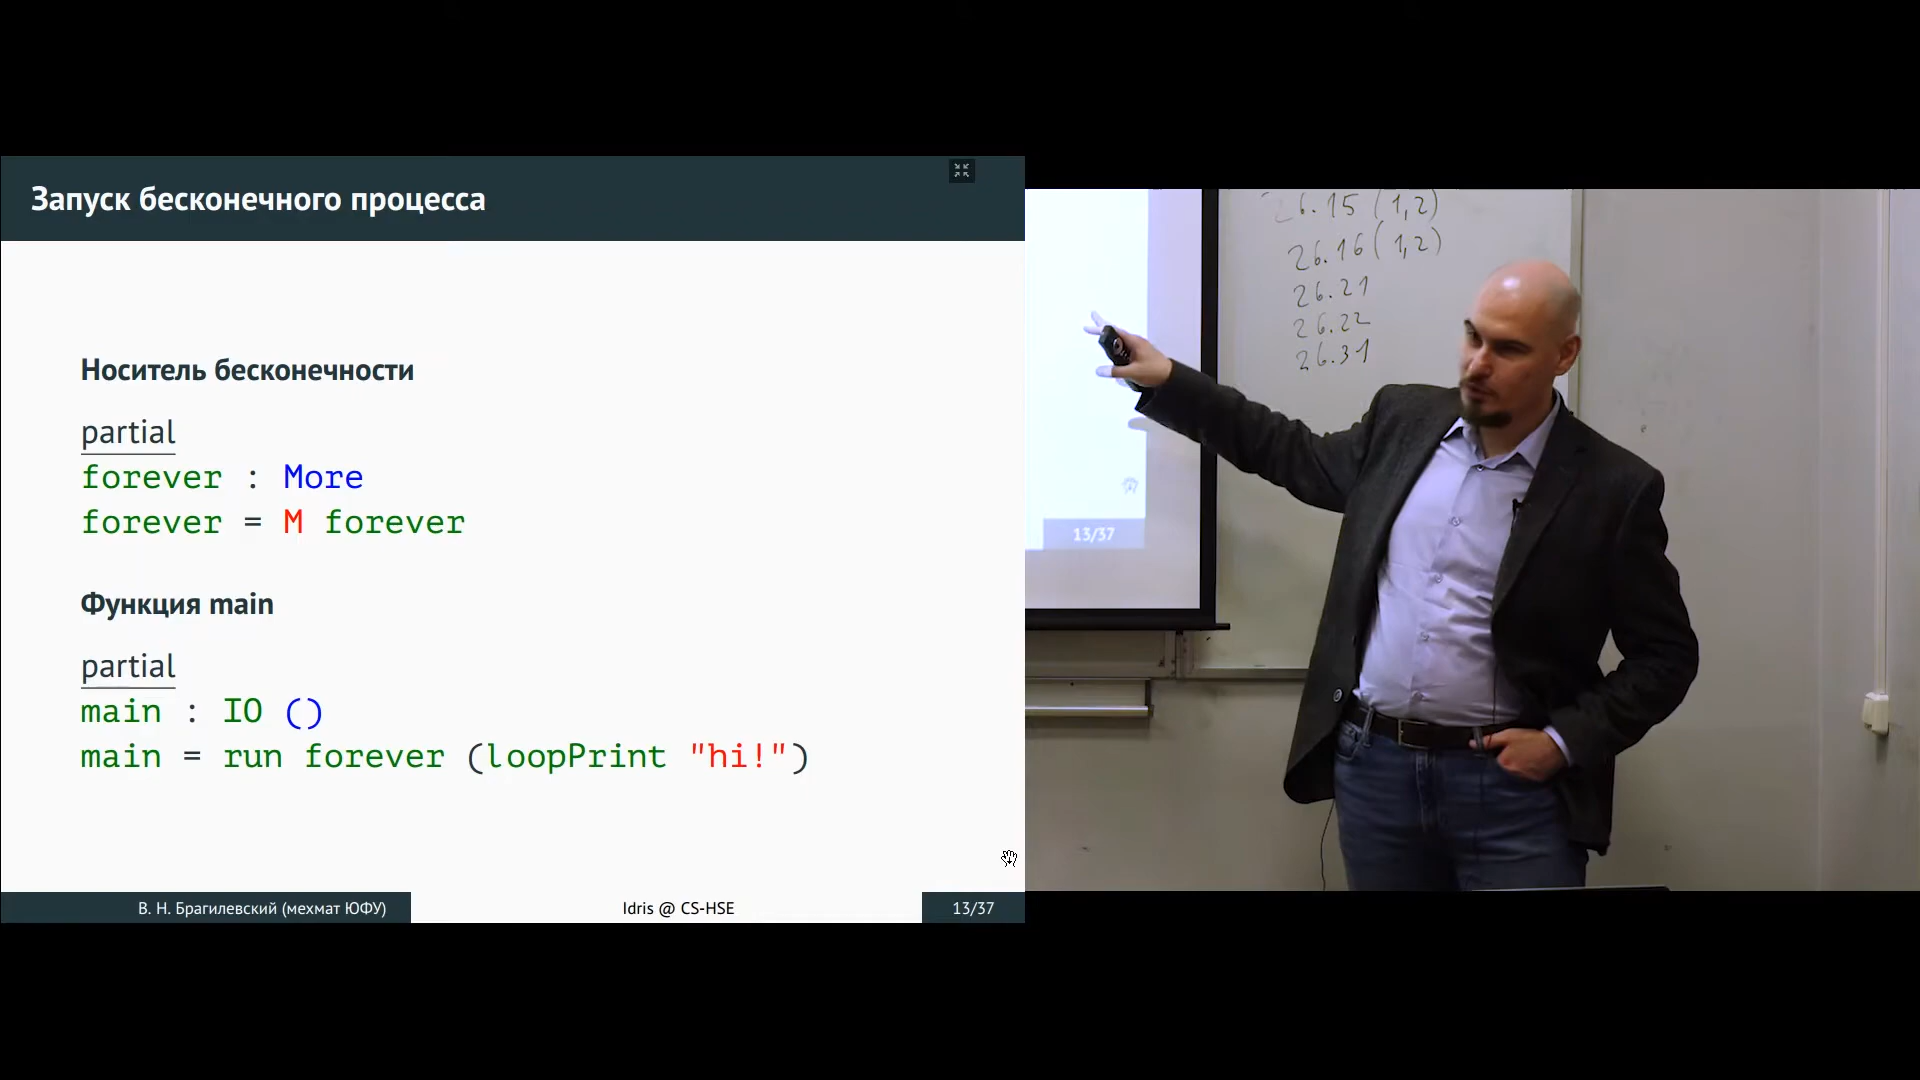 Запуск бесконечного процесса
Носитель бесконечности
partial
forever : More
forever = M forever
Функция main
partial
main : IO ()
main = run forever (loopPrint "hi!")
В. Н. Брагилевский (мехмат ЮФУ)
Idris @ CS-HSE
13/37
26.15 (1,2)
26.16 (1,2)
26.21
26.22
26.31
13/37